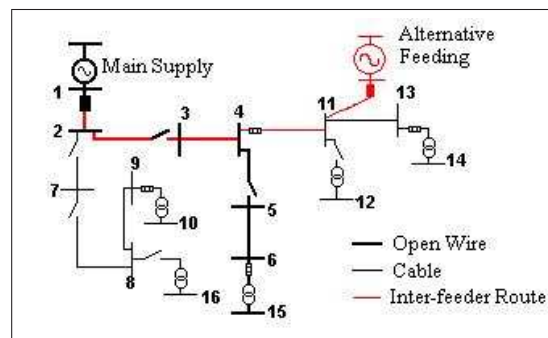 Alternative
Feeding
Main Supply
1
2
3
4
11
13
14
12
9
7
10
5
6
8
16
15
Open Wire
Cable
Inter-feeder Route